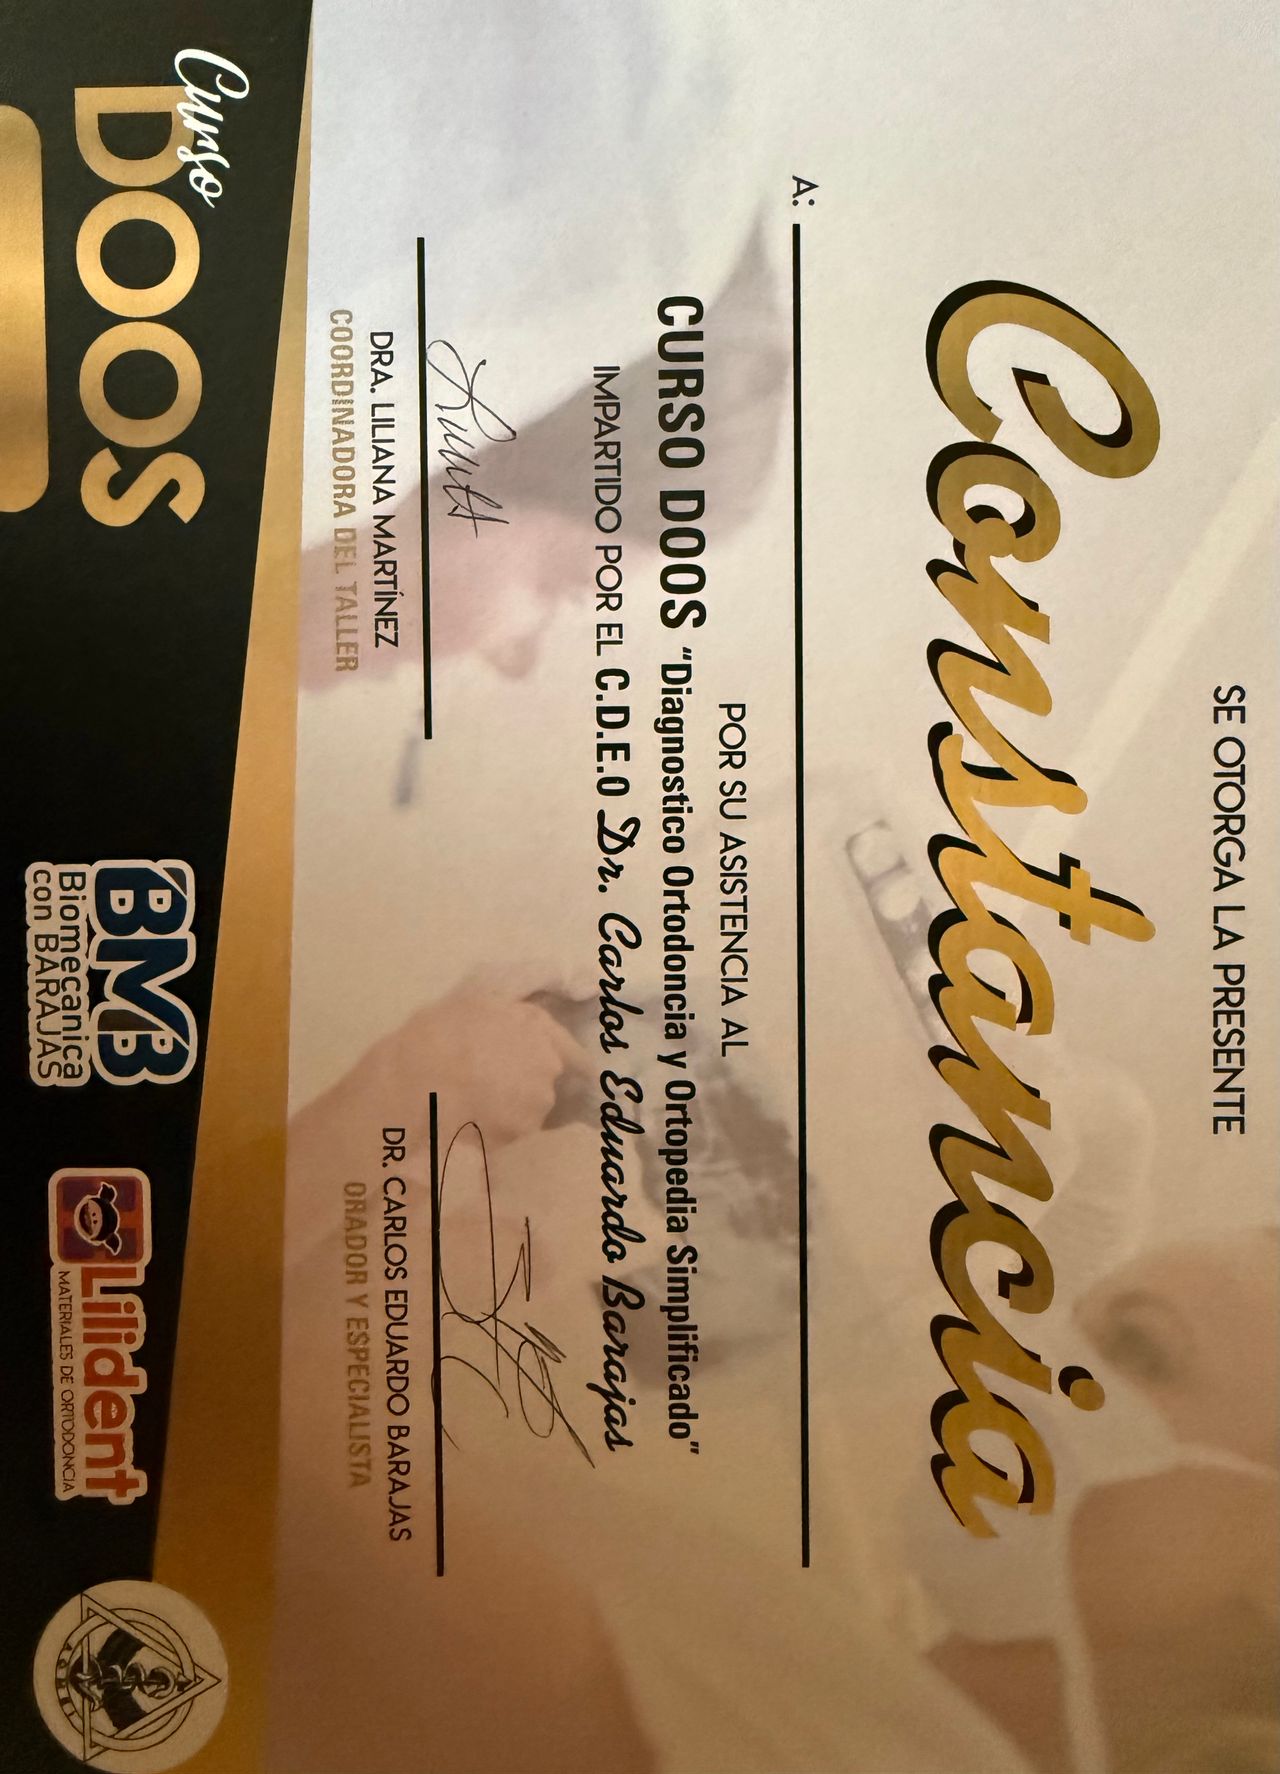 SE OTORGA LA PRESENTE
Constancia
A:
POR SU ASISTENCIA AL
CURSO DOOS "Diagnostico Ortodoncia y Ortopedia Simplificado"
IMPARTIDO POR EL C.D.E.O Dr. Carlos Eduardo Barajas
DRA. LILIANA MARTÍNEZ
COORDINADORA DEL TALLER
DR. CARLOS EDUARDO BARAJAS
ORADOR Y ESPECIALISTA
Curso
DOOS
BMB
Biomecanica
con BARAJAS
Lilident
MATERIALES DE ORTODONCIA